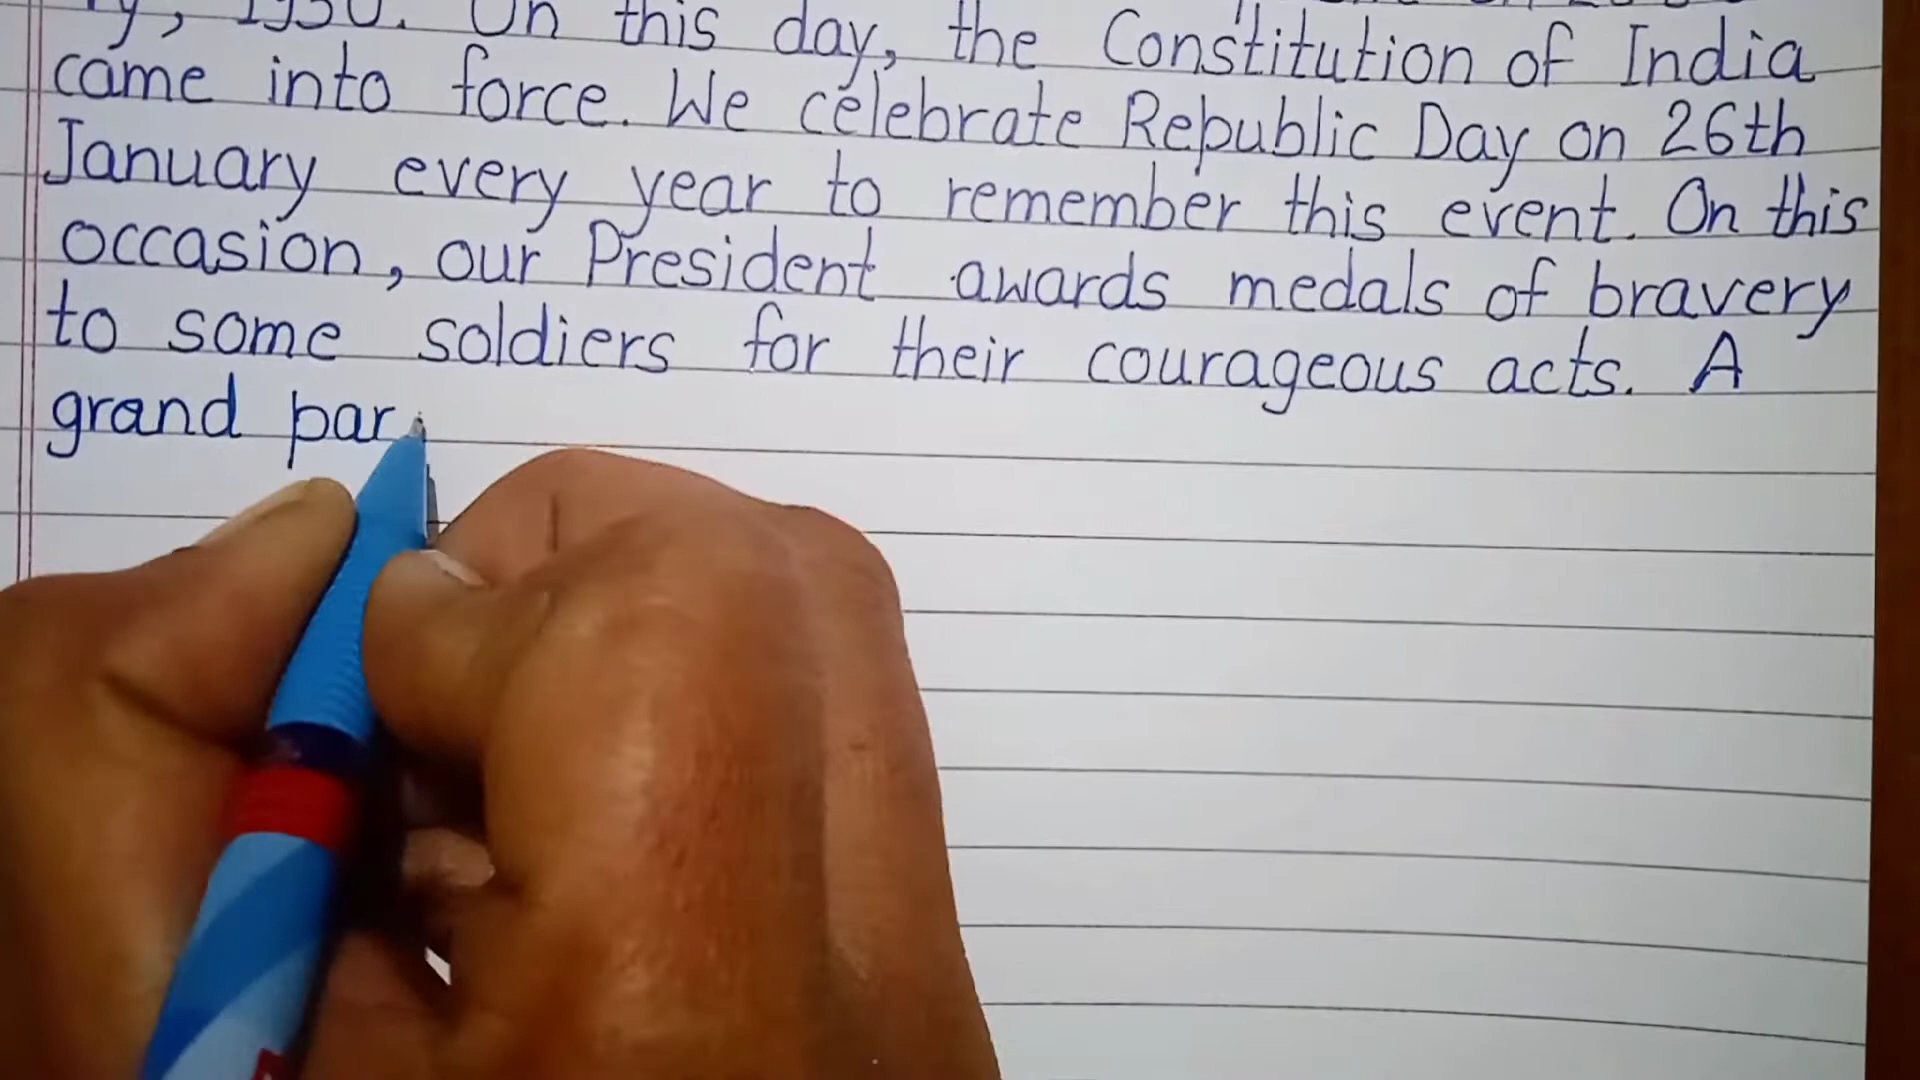 1950. On this day, the Constitution of India
came into force. We celebrate Republic Day on 26th
January every year to remember this event. On this
occasion, our President awards medals of bravery
to some soldiers for their courageous acts. A
grand par